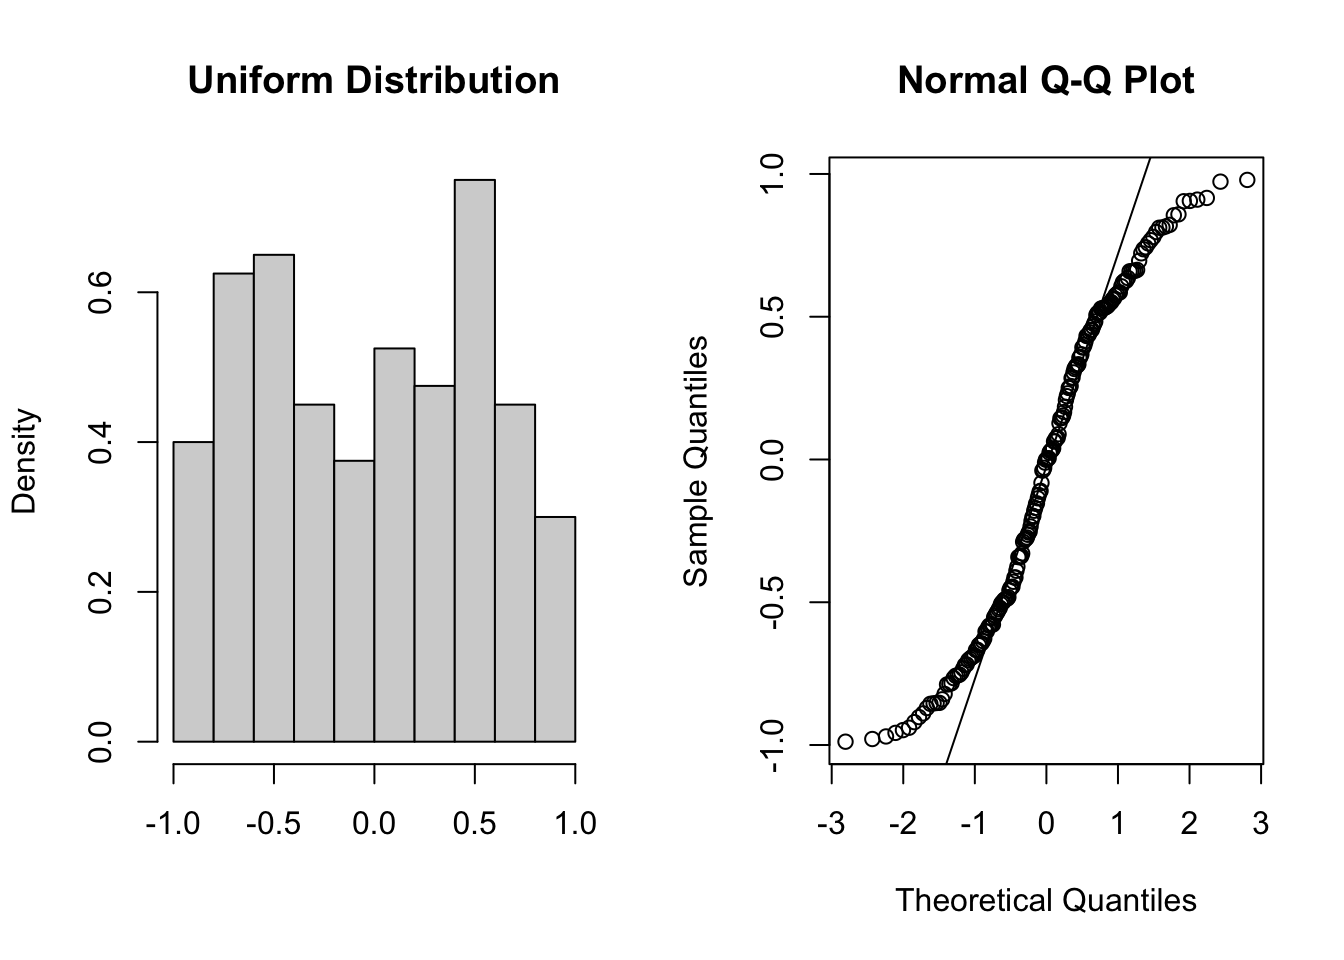 Uniform Distribution
Density
0.0
0.2
0.4
0.6
-1.0 -0.5 0.0 0.5 1.0
Normal Q-Q Plot
Sample Quantiles
-1.0
-0.5
0.0
0.5
1.0
-3 -2 -1 0 1 2 3
Theoretical Quantiles